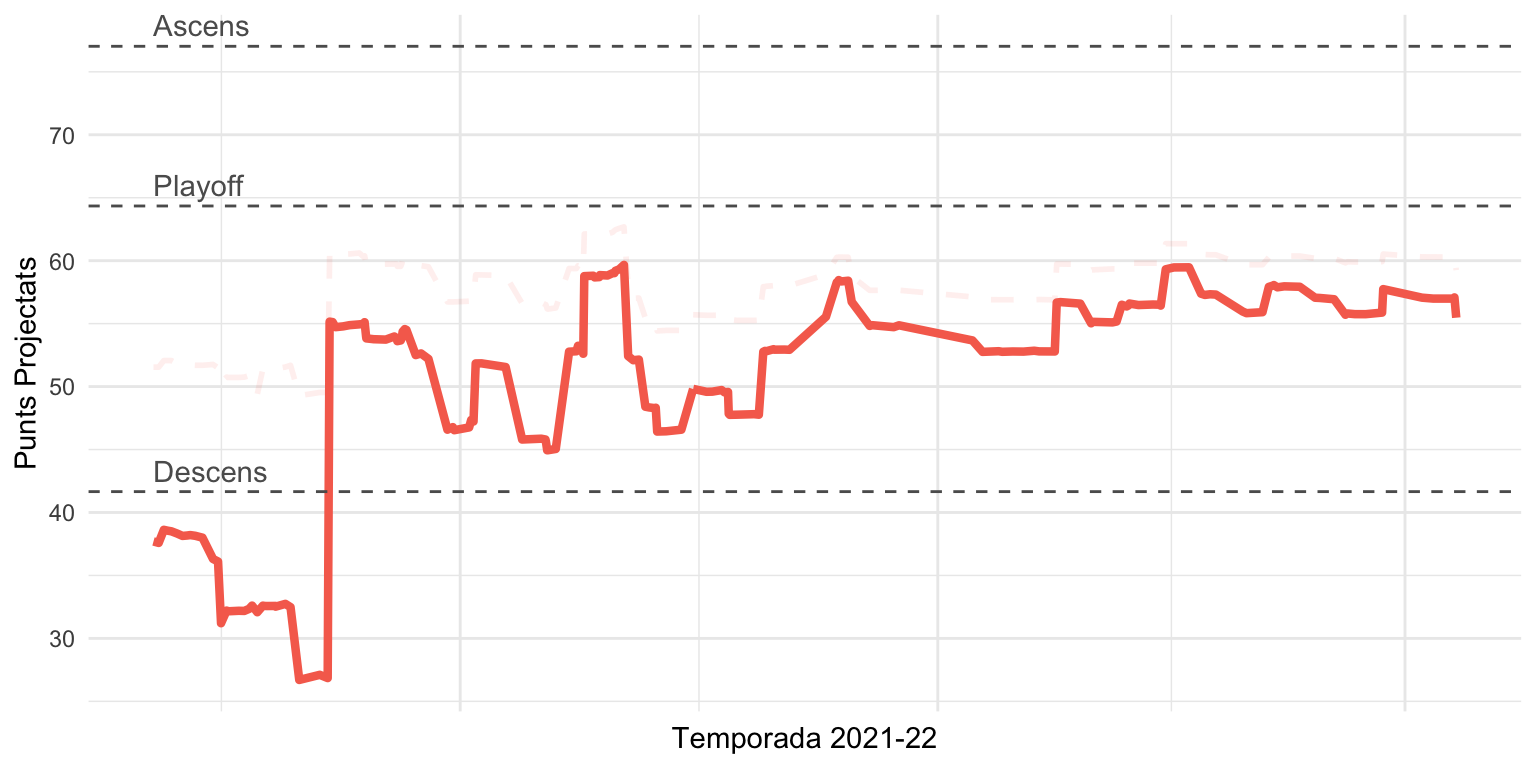 Ascens
70
Playoff
60
50
Descens
40
30
Punts Projectats
Temporada 2021-22